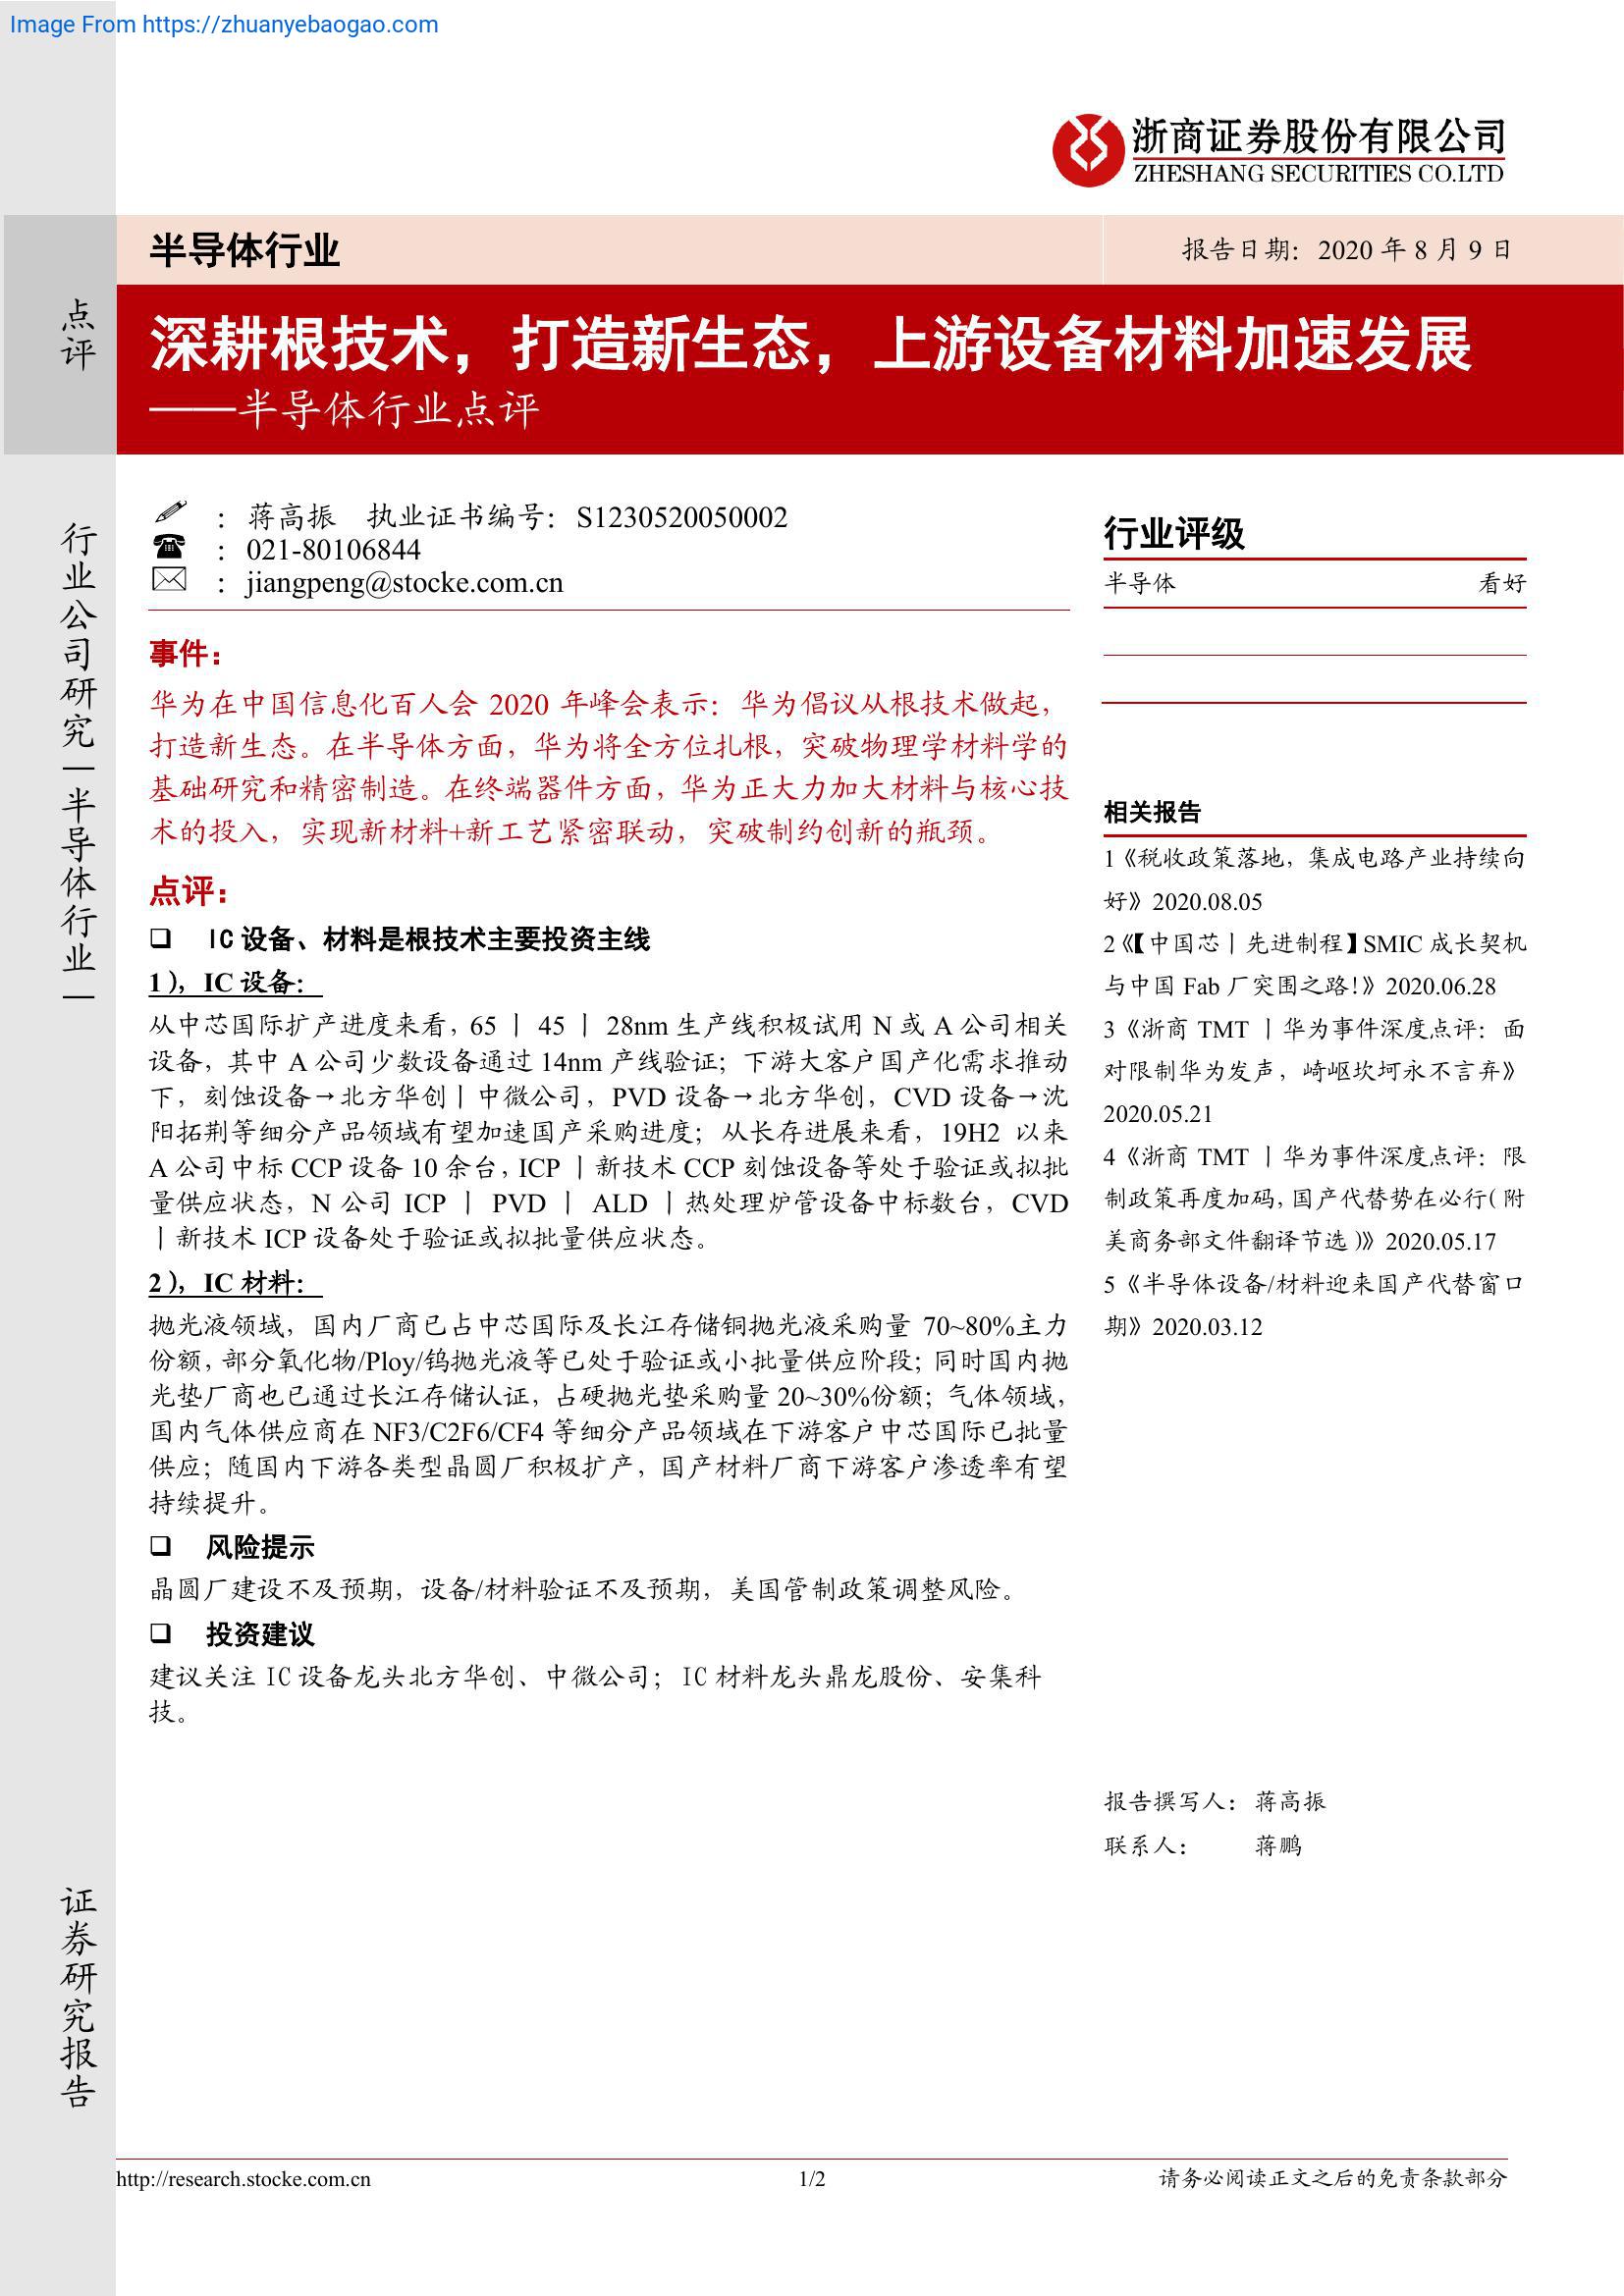 Image From https://zhuanyebaogao.com
浙商证券股份有限公司
ZHESHANG SECURITIES CO.LTD
半导体行业
报告日期：2020 年 8 月 9 日
点评
深耕根技术，打造新生态，上游设备材料加速发展
——半导体行业点评
行业公司研究|半导体行业|
证券研究报告
：蒋高振 执业证书编号：S1230520050002
：021-80106844
：jiangpeng@stocke.com.cn
事件：
华为在中国信息化百人会 2020 年峰会表示：华为倡议从根技术做起，
打造新生态。在半导体方面，华为将全方位扎根，突破物理学材料学的
基础研究和精密制造。在终端器件方面，华为正大力加大材料与核心技
术的投入，实现新材料+新工艺紧密联动，突破制约创新的瓶颈。
点评：
❑ IC 设备、材料是根技术主要投资主线
1），IC 设备：
从中芯国际扩产进度来看，65 丨 45 丨 28nm 生产线积极试用 N 或 A 公司相关
设备，其中 A 公司少数设备通过 14nm 产线验证；下游大客户国产化需求推动
下，刻蚀设备→北方华创丨中微公司，PVD 设备→北方华创，CVD 设备→沈
阳拓荆等细分产品领域有望加速国产采购进度；从长存进展来看，19H2 以来
A 公司中标 CCP 设备 10 余台，ICP 丨新技术 CCP 刻蚀设备等处于验证或拟批
量供应状态，N 公司 ICP 丨 PVD 丨 ALD 丨热处理炉管设备中标数台，CVD
丨新技术 ICP 设备处于验证或拟批量供应状态。
2），IC 材料：
抛光液领域，国内厂商已占中芯国际及长江存储铜抛光液采购量 70~80%主力
份额，部分氧化物/Ploy/钨抛光液等已处于验证或小批量供应阶段；同时国内抛
光垫厂商也已通过长江存储认证，占硬抛光垫采购量 20~30%份额；气体领域，
国内气体供应商在 NF3/C2F6/CF4 等细分产品领域在下游客户中芯国际已批量
供应；随国内下游各类型晶圆厂积极扩产，国产材料厂商下游客户渗透率有望
持续提升。
❑ 风险提示
晶圆厂建设不及预期，设备/材料验证不及预期，美国管制政策调整风险。
❑ 投资建议
建议关注 IC 设备龙头北方华创、中微公司；IC 材料龙头鼎龙股份、安集科
技。
行业评级
半导体 看好
相关报告
1《税收政策落地，集成电路产业持续向
好》2020.08.05
2《【中国芯丨先进制程】SMIC 成长契机
与中国 Fab 厂突围之路！》2020.06.28
3《浙商 TMT 丨华为事件深度点评：面
对限制华为发声，崎岖坎坷永不言弃》
2020.05.21
4《浙商 TMT 丨华为事件深度点评：限
制政策再度加码，国产代替势在必行（附
美商务部文件翻译节选）》2020.05.17
5《半导体设备/材料迎来国产代替窗口
期》2020.03.12
报告撰写人：蒋高振
联系人： 蒋鹏
http://research.stocke.com.cn
1/2
请务必阅读正文之后的免责条款部分